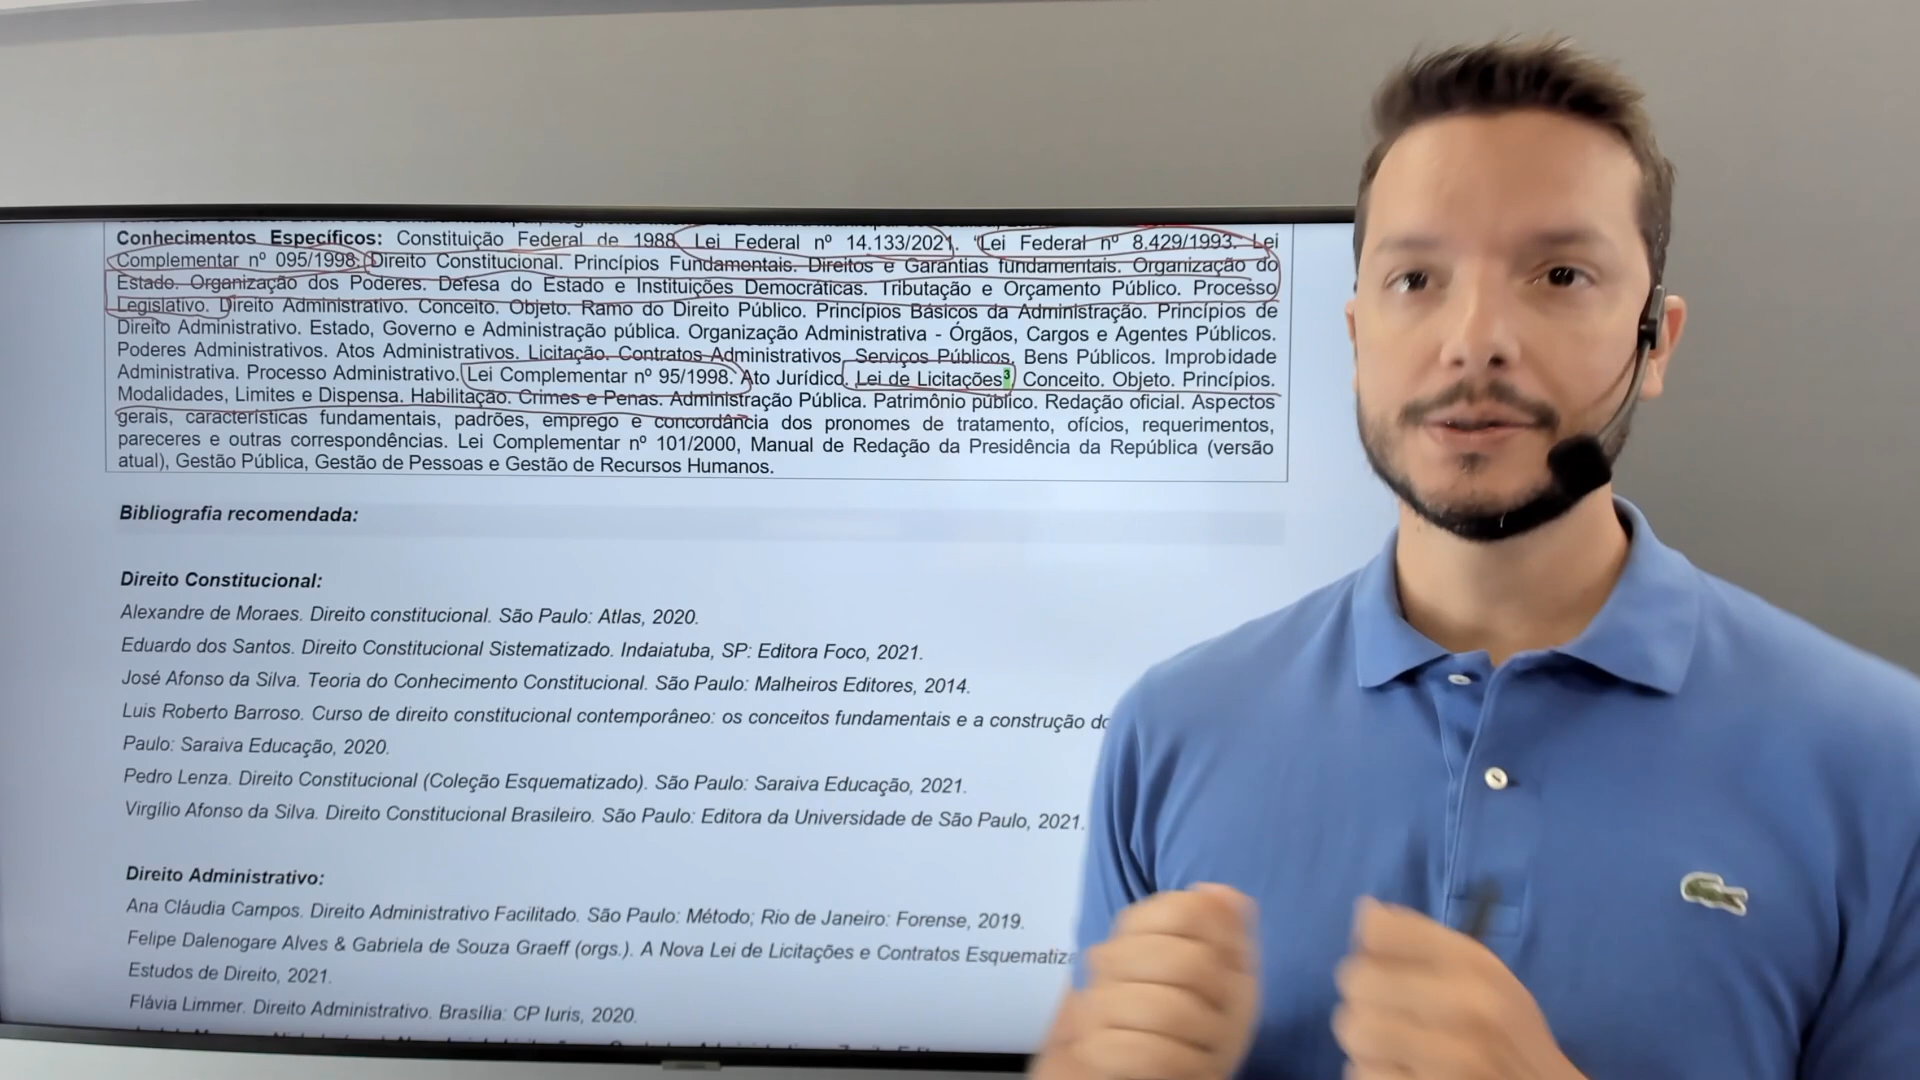 Conhecimentos Específicos: Constituição Federal de 1988. Lei Federal nº 14.133/2021. Lei Federal nº 8.429/1993. Lei
Complementar nº 095/1998. Direito Constitucional. Princípios Fundamentais. Direitos e Garantias fundamentais. Organização do
Estado. Organização dos Poderes. Defesa do Estado e Instituições Democráticas. Tributação e Orçamento Público. Processo
Legislativo. Direito Administrativo. Conceito. Objeto. Ramo do Direito Público. Princípios Básicos da Administração. Princípios de
Direito Administrativo. Estado, Governo e Administração pública. Organização Administrativa - Órgãos, Cargos e Agentes Públicos.
Poderes Administrativos. Atos Administrativos. Licitação. Contratos Administrativos. Serviços Públicos. Bens Públicos. Improbidade
Administrativa. Processo Administrativo. Lei Complementar nº 95/1998. Ato Jurídico. Lei de Licitações³ Conceito. Objeto. Princípios.
Modalidades, Limites e Dispensa. Habilitação. Crimes e Penas. Administração Pública. Patrimônio público. Redação oficial. Aspectos
gerais, características fundamentais, padrões, emprego e concordância dos pronomes de tratamento, ofícios, requerimentos,
pareceres e outras correspondências. Lei Complementar nº 101/2000, Manual de Redação da Presidência da República (versão
atual), Gestão Pública, Gestão de Pessoas e Gestão de Recursos Humanos.
Bibliografia recomendada:
Direito Constitucional:
Alexandre de Moraes. Direito constitucional. São Paulo: Atlas, 2020.
Eduardo dos Santos. Direito Constitucional Sistematizado. Indaiatuba, SP: Editora Foco, 2021.
José Afonso da Silva. Teoria do Conhecimento Constitucional. São Paulo: Malheiros Editores, 2014.
Luis Roberto Barroso. Curso de direito constitucional contemporâneo: os conceitos fundamentais e a construção
Paulo: Saraiva Educação, 2020.
Pedro Lenza. Direito Constitucional (Coleção Esquematizado). São Paulo: Saraiva Educação, 2021.
Virgílio Afonso da Silva. Direito Constitucional Brasileiro. São Paulo: Editora da Universidade de São Paulo, 2021.
Direito Administrativo:
Ana Cláudia Campos. Direito Administrativo Facilitado. São Paulo: Método; Rio de Janeiro: Forense, 2019.
Felipe Dalenogare Alves & Gabriela de Souza Graeff (orgs.). A Nova Lei de Licitações e Contratos Esquematiza
Estudos de Direito, 2021.
Flávia Limmer. Direito Administrativo. Brasília: CP Iuris, 2020.